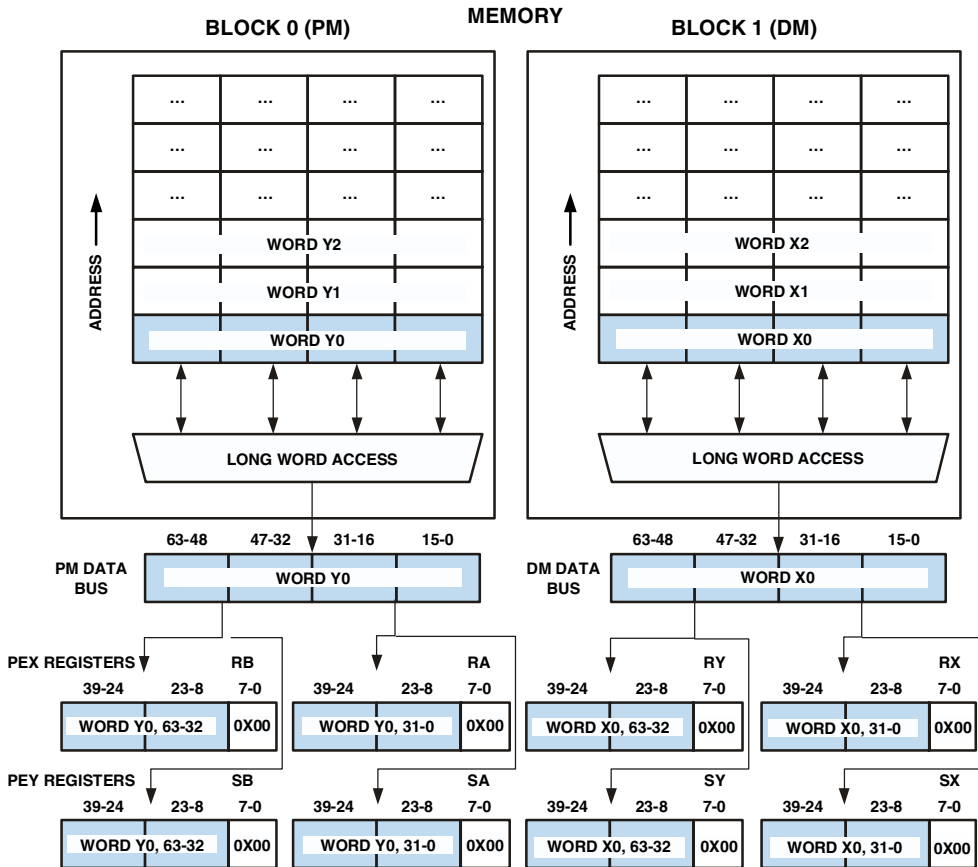 MEMORY
BLOCK 0 (PM) BLOCK 1 (DM)
... ... ... ... ... ... ... ...
... ... ... ... ... ... ... ...
... ... ... ... ... ... ... ...
ADDRESS ADDRESS
WORD Y2 WORD X2
WORD Y1 WORD X1
WORD Y0 WORD X0
LONG WORD ACCESS LONG WORD ACCESS
63-48 47-32 31-16 15-0 63-48 47-32 31-16 15-0
PM DATA BUS WORD Y0 DM DATA BUS WORD X0
PEX REGISTERS RB RA RY RX
39-24 23-8 7-0 39-24 23-8 7-0 39-24 23-8 7-0 39-24 23-8 7-0
WORD Y0, 63-32 0X00 WORD Y0, 31-0 0X00 WORD X0, 63-32 0X00 WORD X0, 31-0 0X00
PEY REGISTERS SB SA SY SX
39-24 23-8 7-0 39-24 23-8 7-0 39-24 23-8 7-0 39-24 23-8 7-0
WORD Y0, 63-32 0X00 WORD Y0, 31-0 0X00 WORD X0, 63-32 0X00 WORD X0, 31-0 0X00